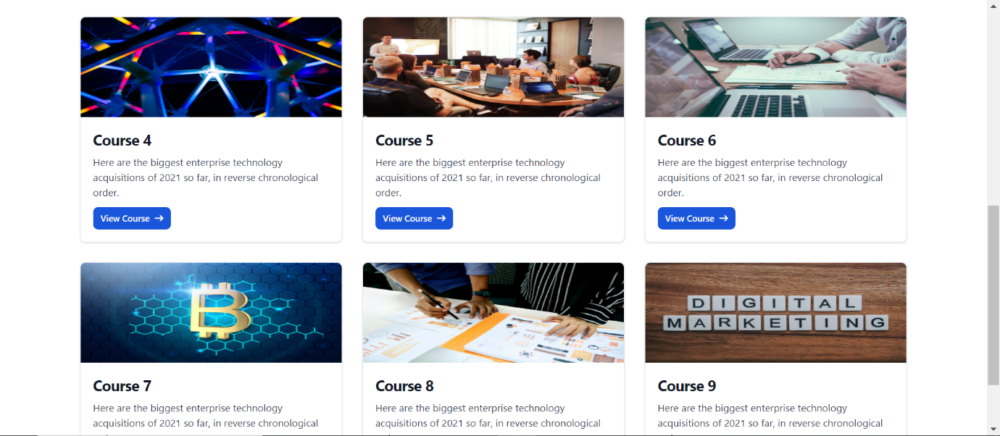 Course 4
Here are the biggest enterprise technology
acquisitions of 2021 so far, in reverse chronological
order.
View Course →
Course 5
Here are the biggest enterprise technology
acquisitions of 2021 so far, in reverse chronological
order.
View Course →
Course 6
Here are the biggest enterprise technology
acquisitions of 2021 so far, in reverse chronological
order.
View Course →
B
Course 7
Here are the biggest enterprise technology
acquisitions of 2021 so far, in reverse chronological
Course 8
Here are the biggest enterprise technology
acquisitions of 2021 so far, in reverse chronological
DIGITAL
MARKETING
Course 9
Here are the biggest enterprise technology
acquisitions of 2021 so far, in reverse chronological